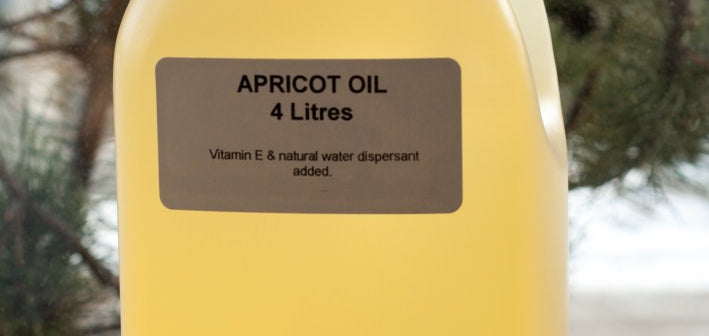 APRICOT OIL
4 Litres
Vitamin E & natural water dispersant
added.